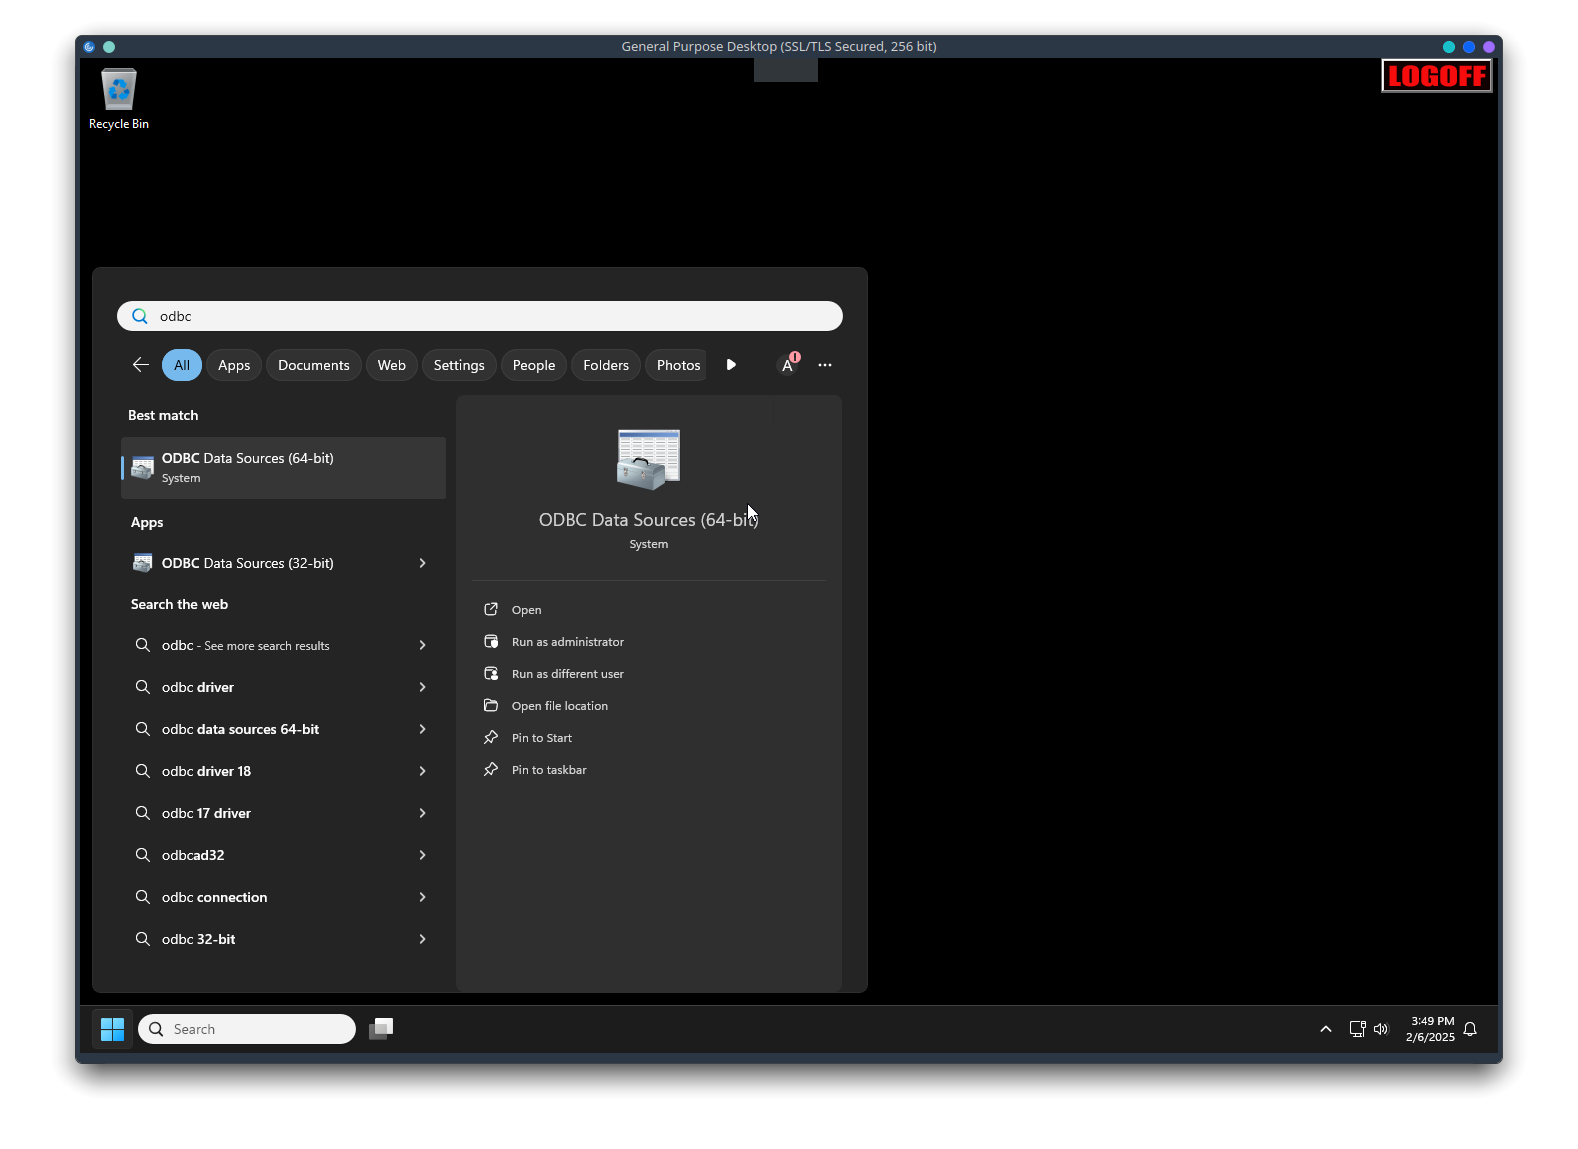 General Purpose Desktop (SSL/TLS Secured, 256 bit)
LOGOFF
Recycle Bin
odbc
All
Apps
Documents
Web
Settings
People
Folders
Photos
A
Best match
ODBC Data Sources (64-bit)
System
Apps
ODBC Data Sources (32-bit)
Search the web
odbc - See more search results
odbc driver
odbc data sources 64-bit
odbc driver 18
odbc 17 driver
odbcad32
odbc connection
odbc 32-bit
ODBC Data Sources (64-bit)
System
Open
Run as administrator
Run as different user
Open file location
Pin to Start
Pin to taskbar
Search
3:49 PM
2/6/2025